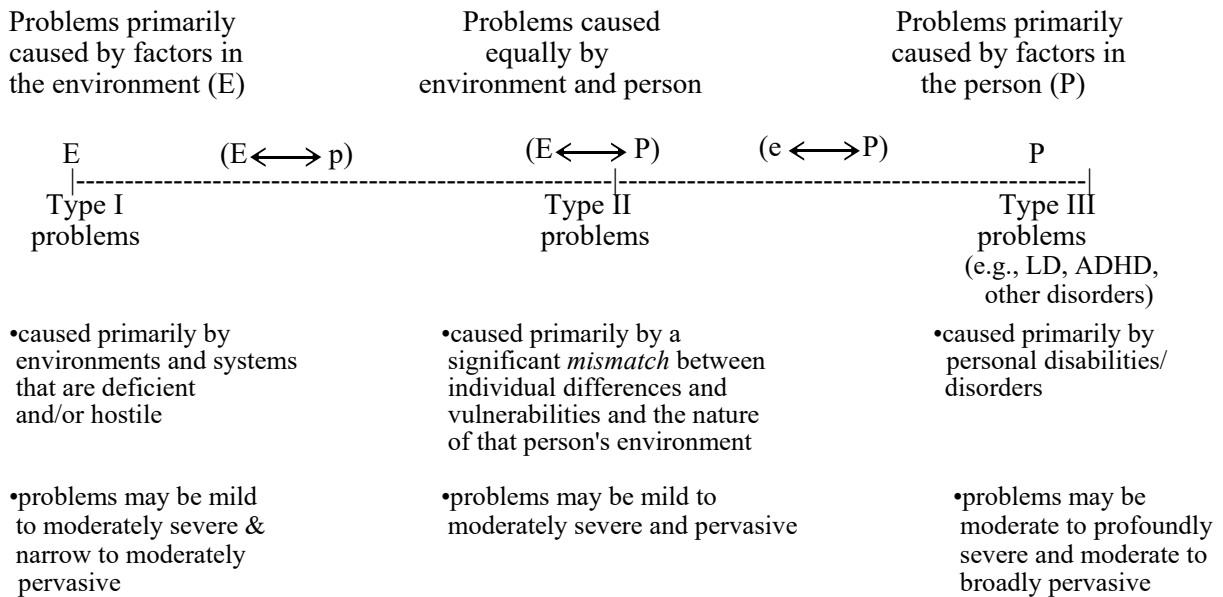 Problems primarily
caused by factors in
the environment (E)
Problems caused
equally by
environment and person
Problems primarily
caused by factors in
the person (P)
E (E⟷p) (E⟷P) (e⟷P) P
|--------------------------------------------------------|--------------------------------------------------|
Type I
problems
Type II
problems
Type III
problems
(e.g., LD, ADHD,
other disorders)
•caused primarily by
environments and systems
that are deficient
and/or hostile
•caused primarily by a
significant mismatch between
individual differences and
vulnerabilities and the nature
of that person's environment
•caused primarily by
personal disabilities/
disorders
•problems may be mild
to moderately severe &
narrow to moderately
pervasive
•problems may be mild to
moderately severe and pervasive
•problems may be
moderate to profoundly
severe and moderate to
broadly pervasive